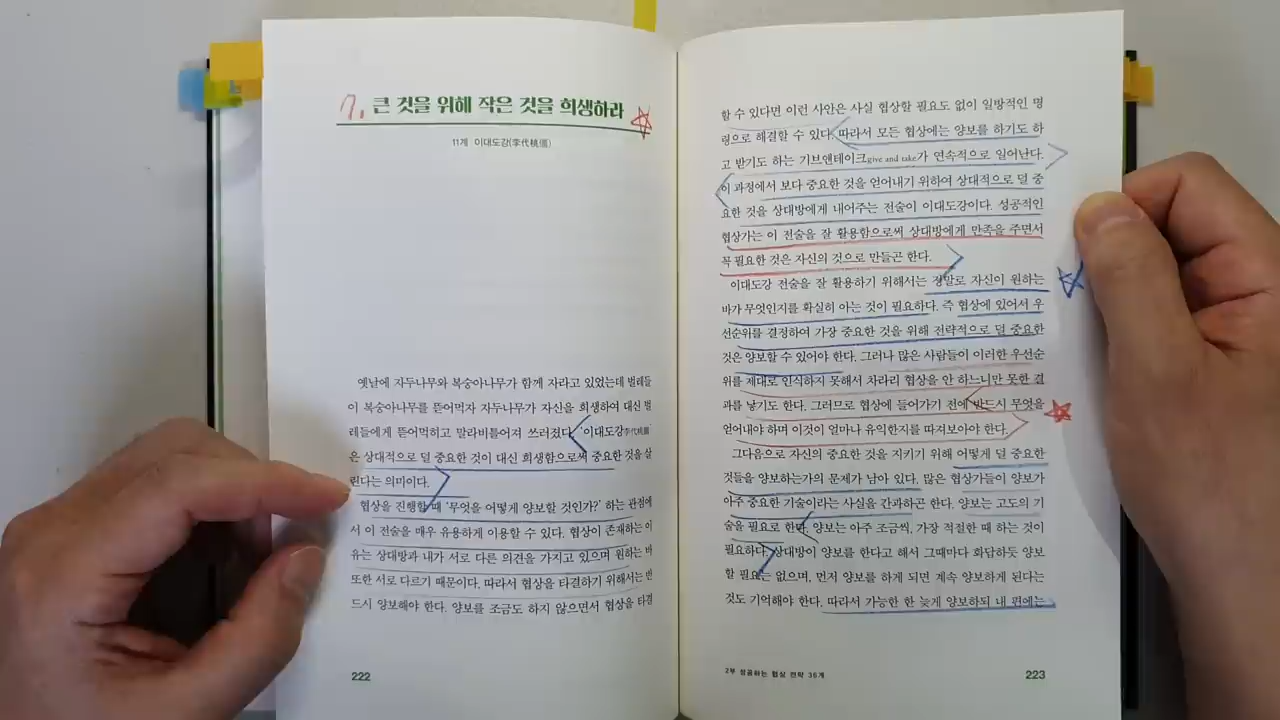 7. 큰 것을 위해 작은 것을 희생하라
11계 이대도강(李代桃僵)
옛날에 자두나무와 복숭아나무가 함께 자라고 있었는데 벌레들
이 복숭아나무를 뜯어먹자 자두나무가 자신을 희생하여 대신 벌
레들에게 뜯어먹히고 말라비틀어져 쓰러졌다. '이대도강李代桃僵'
은 상대적으로 덜 중요한 것이 대신 희생함으로써 중요한 것을 살
린다는 의미이다.
협상을 진행할 때 '무엇을 어떻게 양보할 것인가?' 하는 관점에
서 이 전술을 매우 유용하게 이용할 수 있다. 협상이 존재하는 이
유는 상대방과 내가 서로 다른 의견을 가지고 있으며 원하는 바
또한 서로 다르기 때문이다. 따라서 협상을 타결하기 위해서는 반
드시 양보해야 한다. 양보를 조금도 하지 않으면서 협상을 타결
222
할 수 있다면 이런 사안은 사실 협상할 필요도 없이 일방적인 명
령으로 해결할 수 있다. 따라서 모든 협상에는 양보를 하기도 하
고 받기도 하는 기브앤테이크give and take가 연속적으로 일어난다.
이 과정에서 보다 중요한 것을 얻어내기 위하여 상대적으로 덜 중
요한 것을 상대방에게 내어주는 전술이 이대도강이다. 성공적인
협상가는 이 전술을 잘 활용함으로써 상대방에게 만족을 주면서
꼭 필요한 것은 자신의 것으로 만들곤 한다.
이대도강 전술을 잘 활용하기 위해서는 정말로 자신이 원하는
바가 무엇인지를 확실히 아는 것이 필요하다. 즉 협상에 있어서 우
선순위를 결정하여 가장 중요한 것을 위해 전략적으로 덜 중요한
것은 양보할 수 있어야 한다. 그러나 많은 사람들이 이러한 우선순
위를 제대로 인식하지 못해서 차라리 협상을 안 하느니만 못한 결
과를 낳기도 한다. 그러므로 협상에 들어가기 전에 반드시 무엇을
얻어내야 하며 이것이 얼마나 유익한지를 따져보아야 한다.
그다음으로 자신의 중요한 것을 지키기 위해 어떻게 덜 중요한
것들을 양보하는가의 문제가 남아 있다. 많은 협상가들이 양보가
아주 중요한 기술이라는 사실을 간과하곤 한다. 양보는 고도의 기
술을 필요로 한다. 양보는 아주 조금씩, 가장 적절한 때 하는 것이
필요하다. 상대방이 양보를 한다고 해서 그때마다 화답하듯 양보
할 필요는 없으며, 먼저 양보를 하게 되면 계속 양보하게 된다는
것도 기억해야 한다. 따라서 가능한 한 늦게 양보하되 내 편에는
2부 성공하는 협상 전략 36계
223